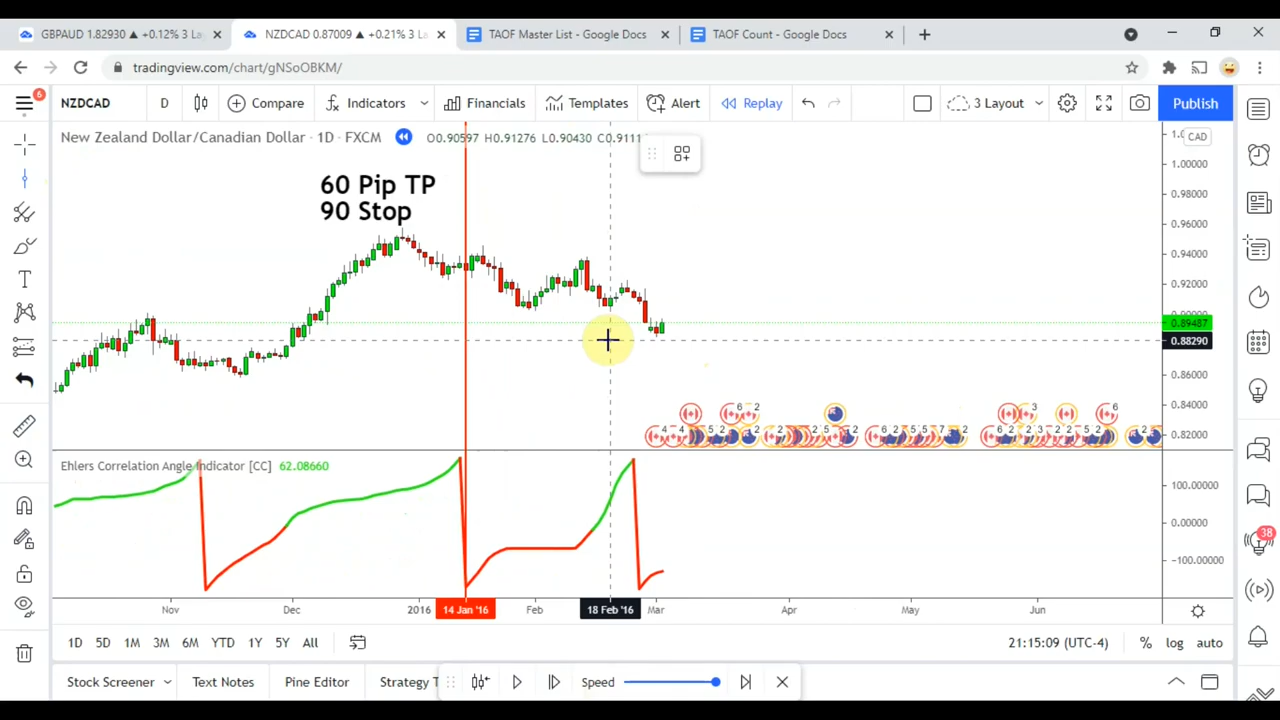 GBPAUD 1.82930 ▲ +0.12% 3 La
NZDCAD 0.87009 ▲ +0.21% 3 L
TAOF Master List - Google Docs
TAOF Count - Google Docs
tradingview.com/chart/gNSoOBKM/
6
NZDCAD
D
Compare
Indicators
Financials
Templates
Alert
Replay
3 Layout
Publish
New Zealand Dollar/Canadian Dollar · 1D · FXCM
O0.90597 H0.91276 L0.90430 C0.9111
CAD
60 Pip TP
90 Stop
1.00000
0.98000
0.96000
0.94000
0.92000
0.89487
0.88290
0.86000
0.84000
0.82000
Ehlers Correlation Angle Indicator [CC] 62.08660
100.00000
0.00000
-100.00000
38
Nov
Dec
2016
14 Jan '16
Feb
18 Feb '16
Mar
Apr
May
Jun
1D 5D 1M 3M 6M YTD 1Y 5Y All
21:15:09 (UTC-4)
% log auto
Stock Screener
Text Notes
Pine Editor
Strategy T
Speed